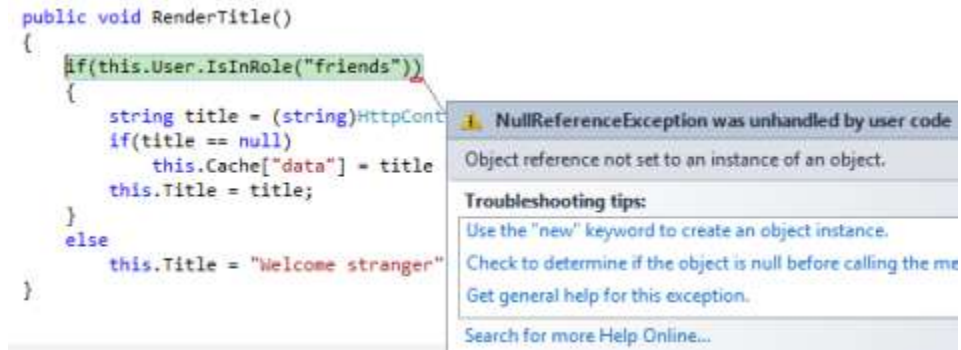 public void RenderTitle()
{
if(this.User.IsInRole("friends"))
{
string title = (string)HttpCont
if(title == null)
this.Cache["data"] = title
this.Title = title;
}
else
this.Title = "Welcome stranger"
}
NullReferenceException was unhandled by user code
Object reference not set to an instance of an object.
Troubleshooting tips:
Use the "new" keyword to create an object instance.
Check to determine if the object is null before calling the me
Get general help for this exception.
Search for more Help Online...